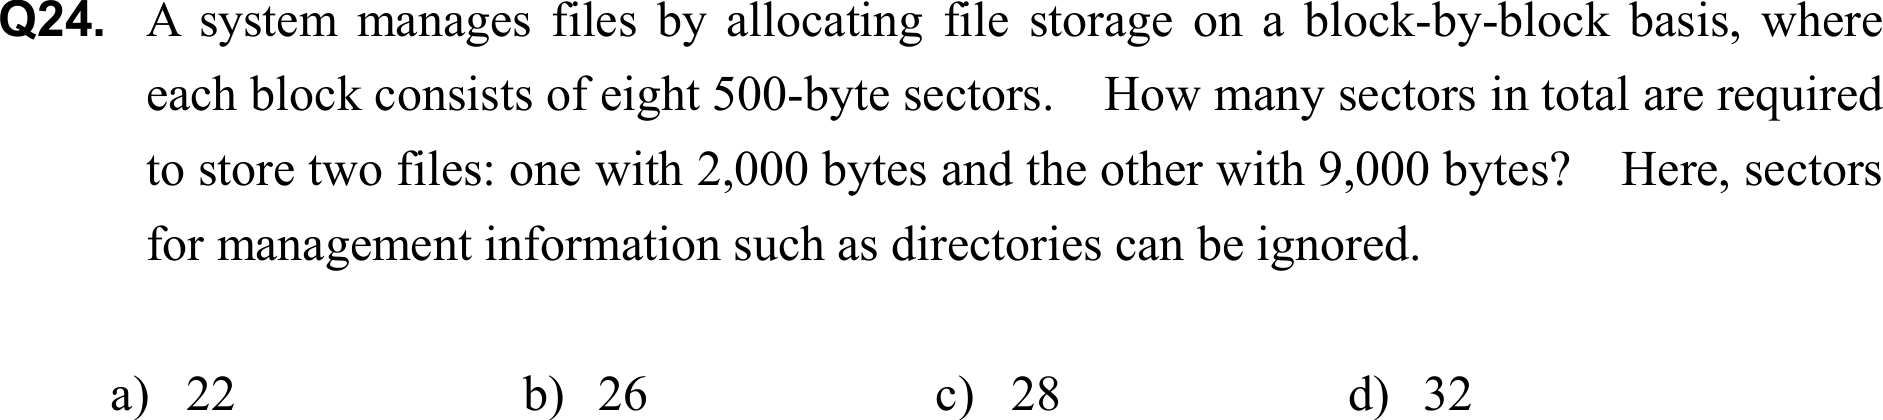 Q24. A system manages files by allocating file storage on a block-by-block basis, where
each block consists of eight 500-byte sectors. How many sectors in total are required
to store two files: one with 2,000 bytes and the other with 9,000 bytes? Here, sectors
for management information such as directories can be ignored.
a) 22 b) 26 c) 28 d) 32